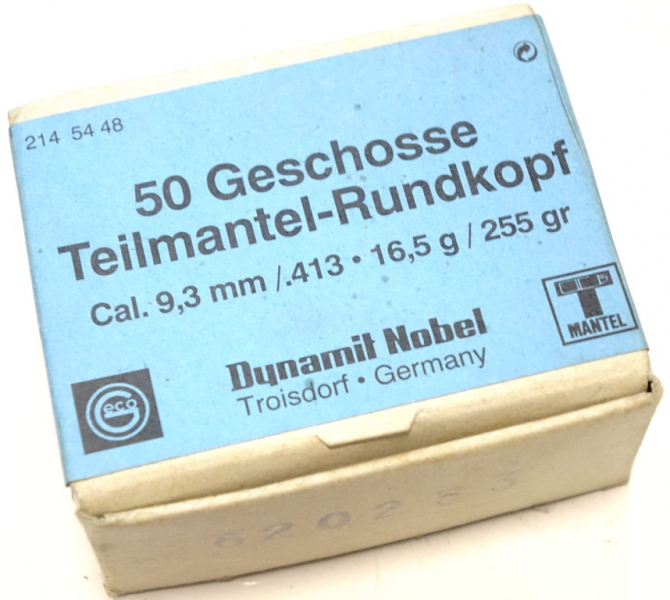 214 54 48
50 Geschosse
Teilmantel-Rundkopf
Cal. 9,3 mm /.413 • 16,5 g / 255 gr
T
MANTEL
Dynamit Nobel
Troisdorf • Germany
geco